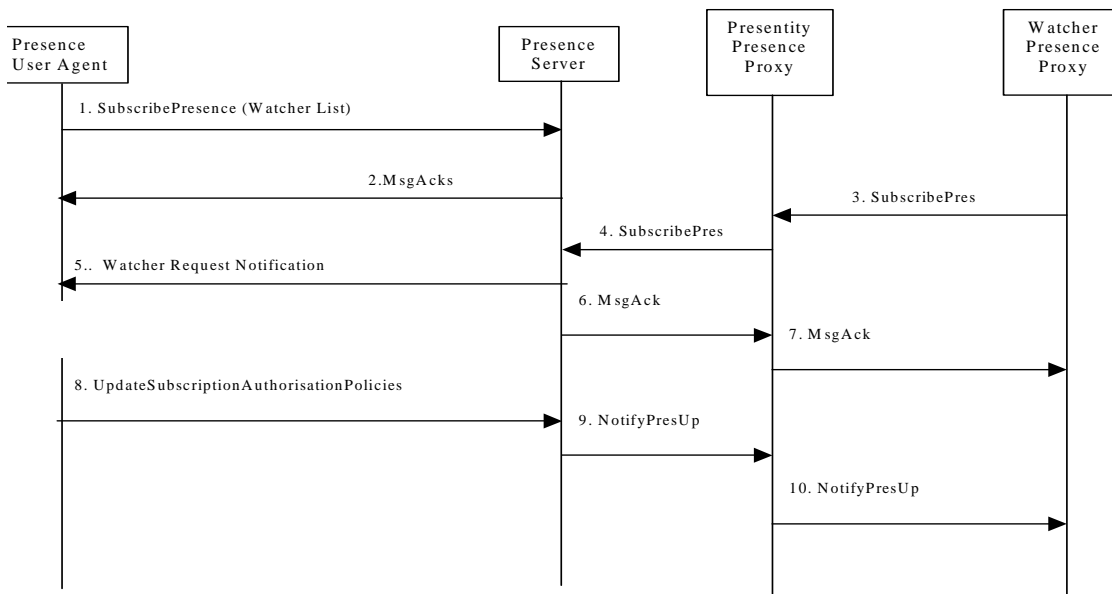 Presence
User Agent
Presence
Server
Presentity
Presence
Proxy
Watcher
Presence
Proxy
1. SubscribePresence (Watcher List)
2.MsgAcks
3. SubscribePres
4. SubscribePres
5.. Watcher Request Notification
6. MsgAck
7. MsgAck
8. UpdateSubscriptionAuthorisationPolicies
9. NotifyPresUp
10. NotifyPresUp